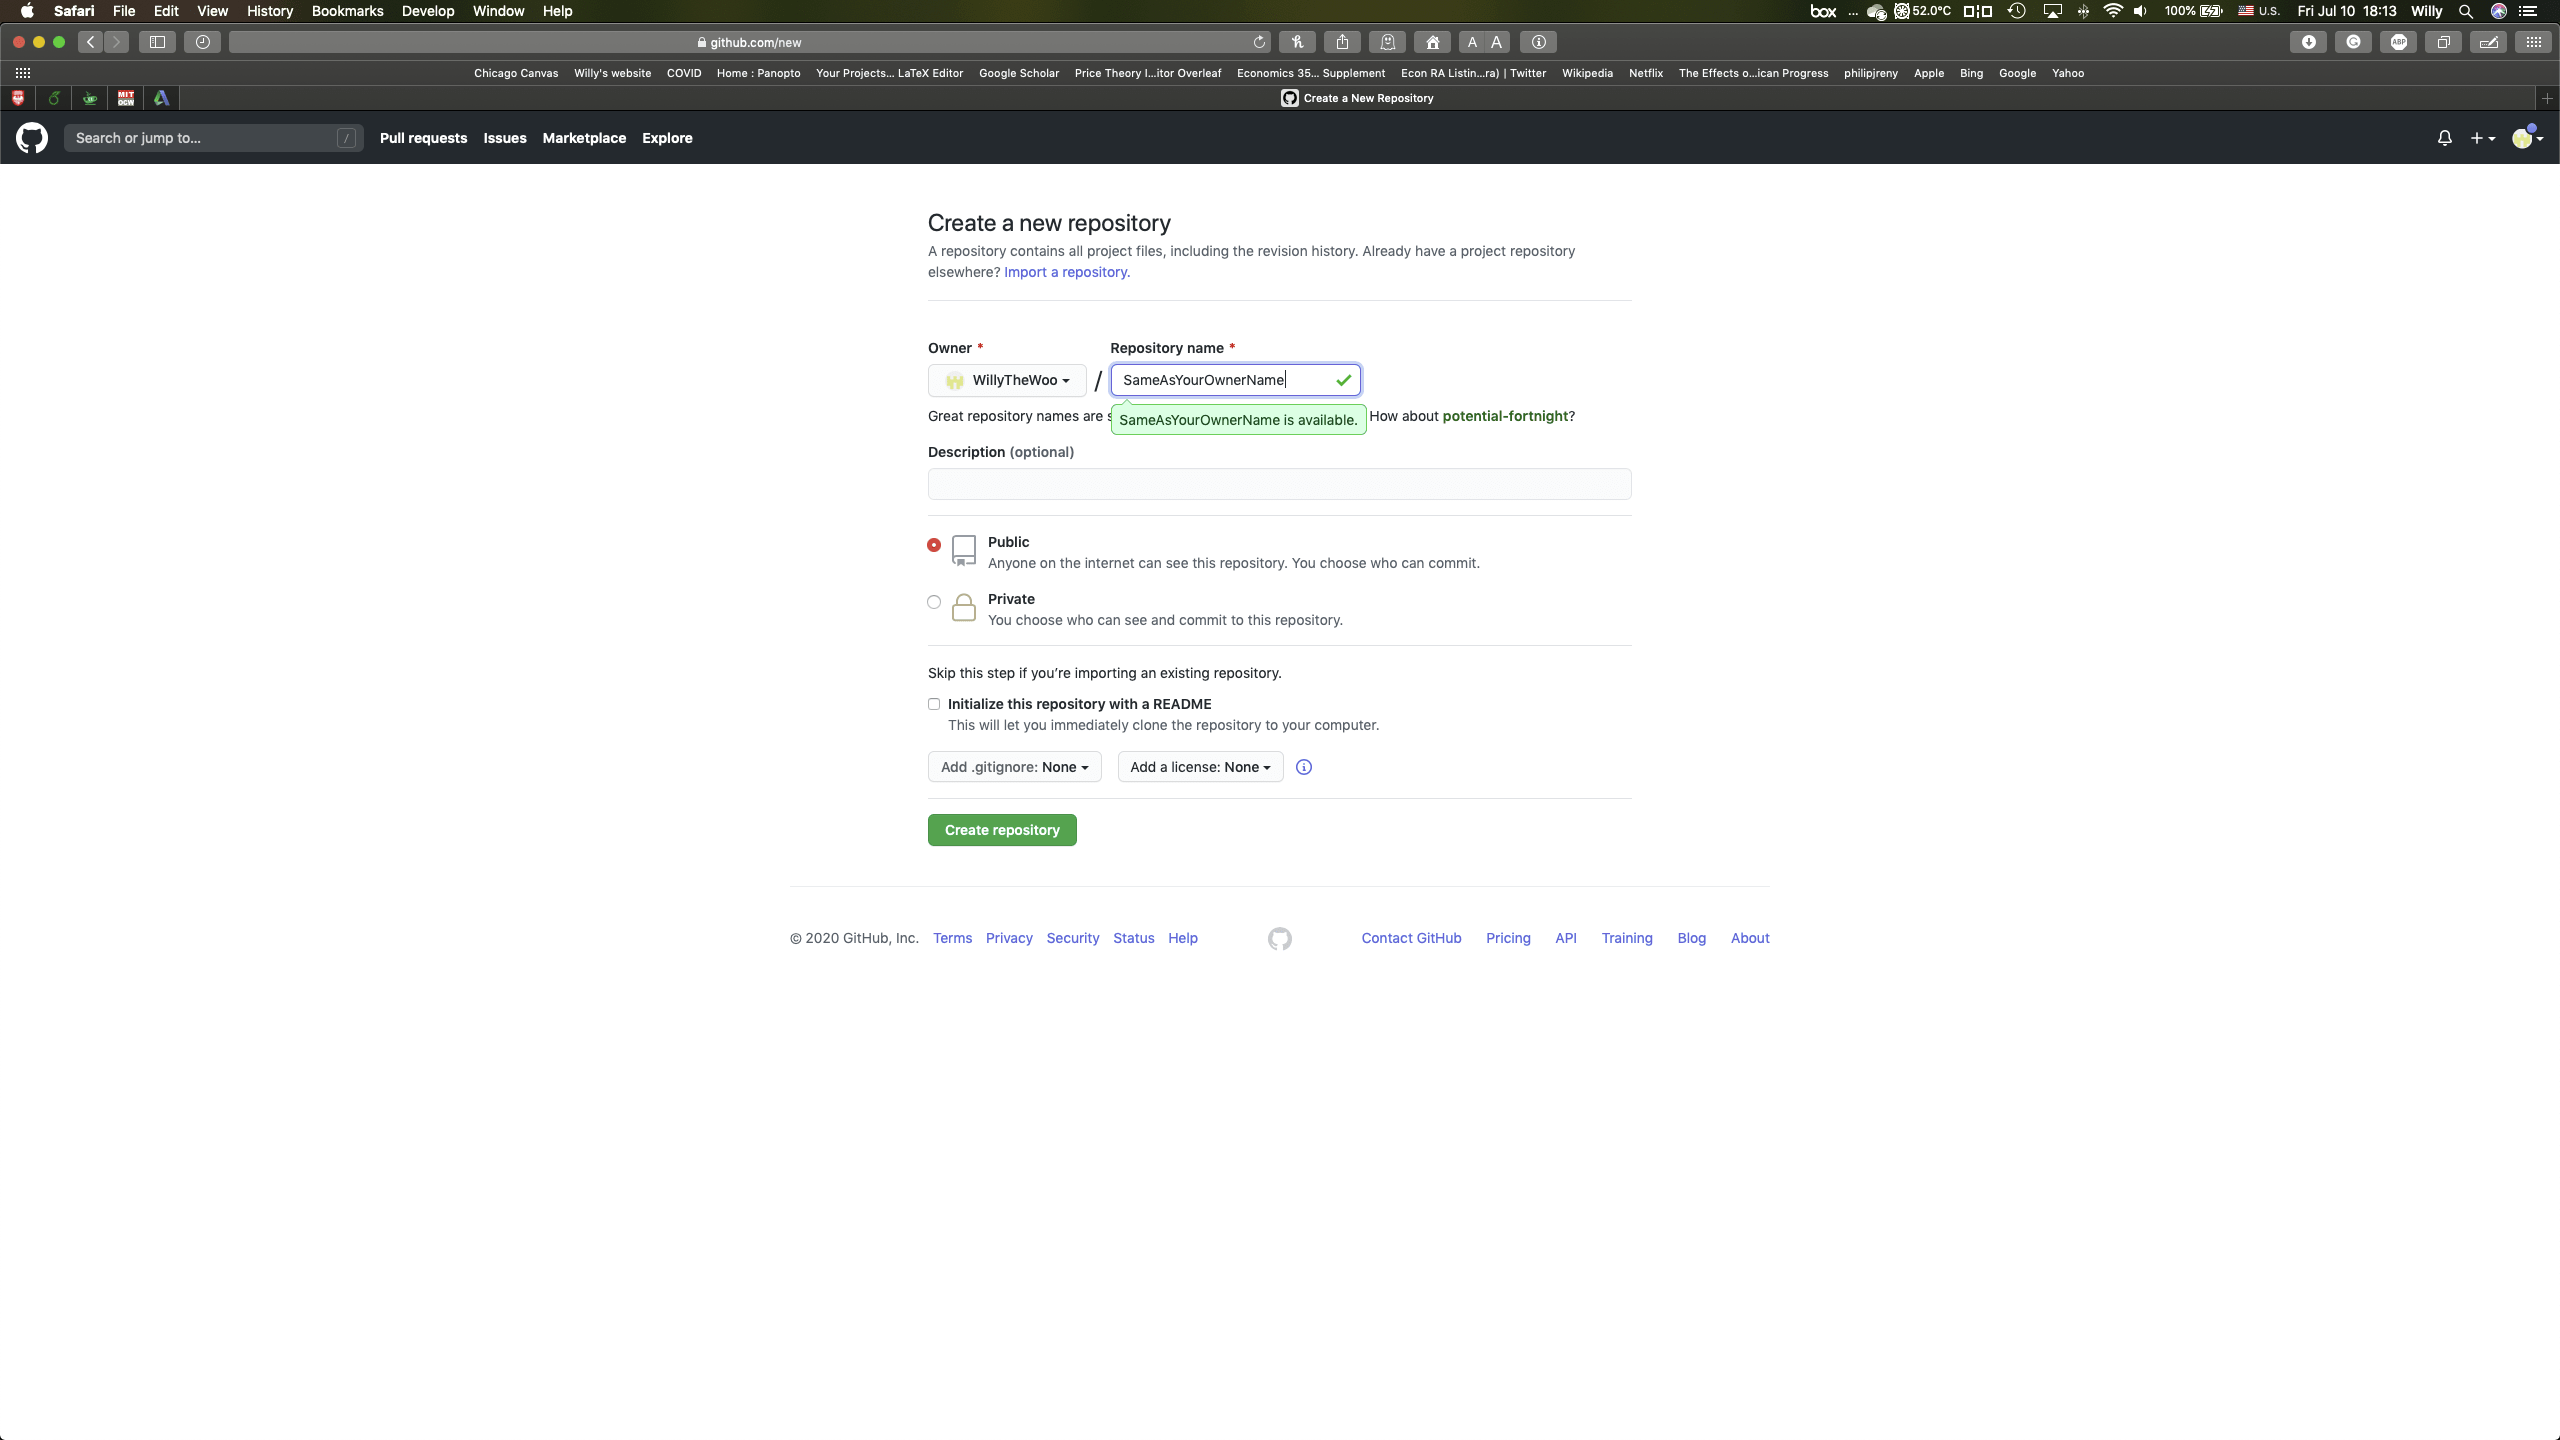 Safari File Edit View History Bookmarks Develop Window Help box ... 52.0°C 100% U.S. Fri Jul 10 18:13 Willy
github.com/new A A
Chicago Canvas Willy's website COVID Home : Panopto Your Projects... LaTeX Editor Google Scholar Price Theory I...itor Overleaf Economics 35... Supplement Econ RA Listin...ra) | Twitter Wikipedia Netflix The Effects o...ican Progress philipjreny Apple Bing Google Yahoo
MIT OCW Create a New Repository
Search or jump to... / Pull requests Issues Marketplace Explore
Create a new repository
A repository contains all project files, including the revision history. Already have a project repository
elsewhere? Import a repository.
Owner * Repository name *
WillyTheWoo / SameAsYourOwnerName
Great repository names are s How about potential-fortnight?
SameAsYourOwnerName is available.
Description (optional)
Public
Anyone on the internet can see this repository. You choose who can commit.
Private
You choose who can see and commit to this repository.
Skip this step if you’re importing an existing repository.
Initialize this repository with a README
This will let you immediately clone the repository to your computer.
Add .gitignore: None Add a license: None
Create repository
© 2020 GitHub, Inc. Terms Privacy Security Status Help Contact GitHub Pricing API Training Blog About